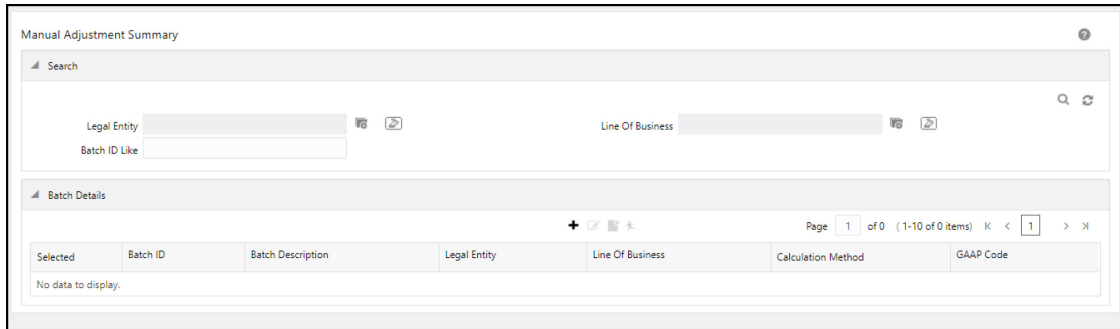 Manual Adjustment Summary ?
Search
Legal Entity Line Of Business
Batch ID Like
Batch Details
Page 1 of 0 (1-10 of 0 items) K < 1 > >|
Selected Batch ID Batch Description Legal Entity Line Of Business Calculation Method GAAP Code
No data to display.